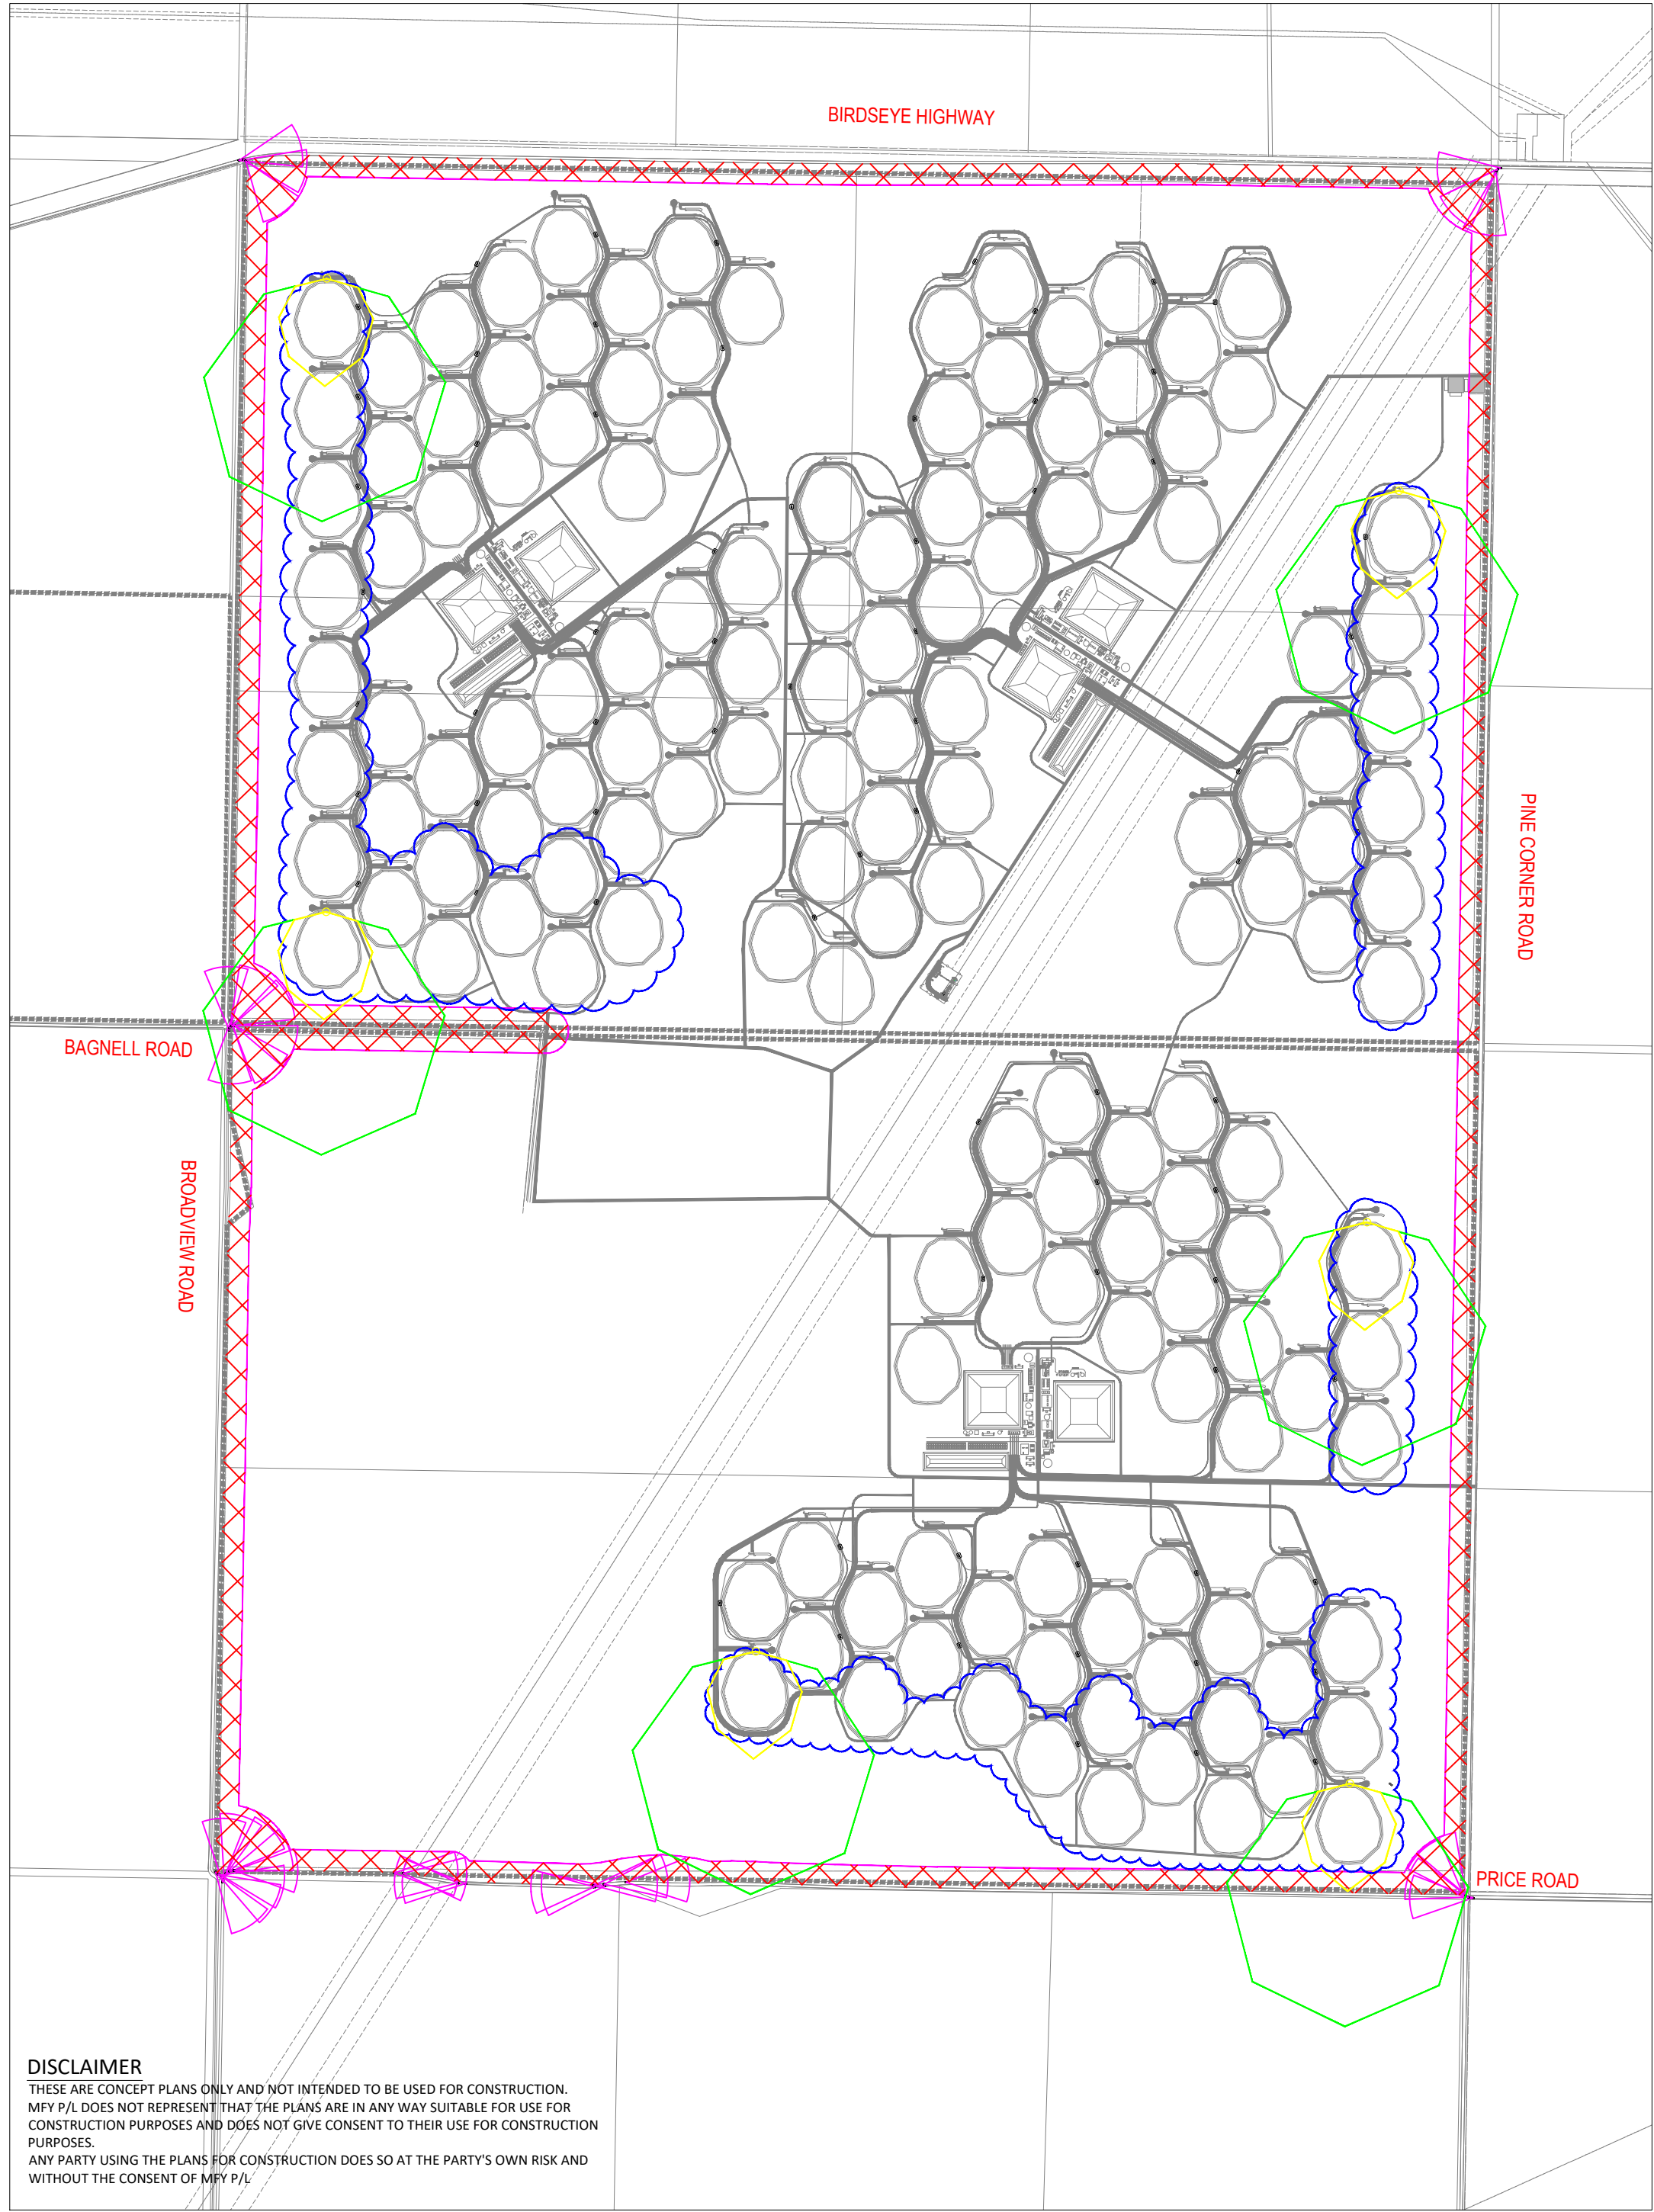 BIRDSEYE HIGHWAY
PINE CORNER ROAD
BAGNELL ROAD
BROADVIEW ROAD
PRICE ROAD
DISCLAIMER
THESE ARE CONCEPT PLANS ONLY AND NOT INTENDED TO BE USED FOR CONSTRUCTION.
MFY P/L DOES NOT REPRESENT THAT THE PLANS ARE IN ANY WAY SUITABLE FOR USE FOR
CONSTRUCTION PURPOSES AND DOES NOT GIVE CONSENT TO THEIR USE FOR CONSTRUCTION
PURPOSES.
ANY PARTY USING THE PLANS FOR CONSTRUCTION DOES SO AT THE PARTY'S OWN RISK AND
WITHOUT THE CONSENT OF MFY P/L